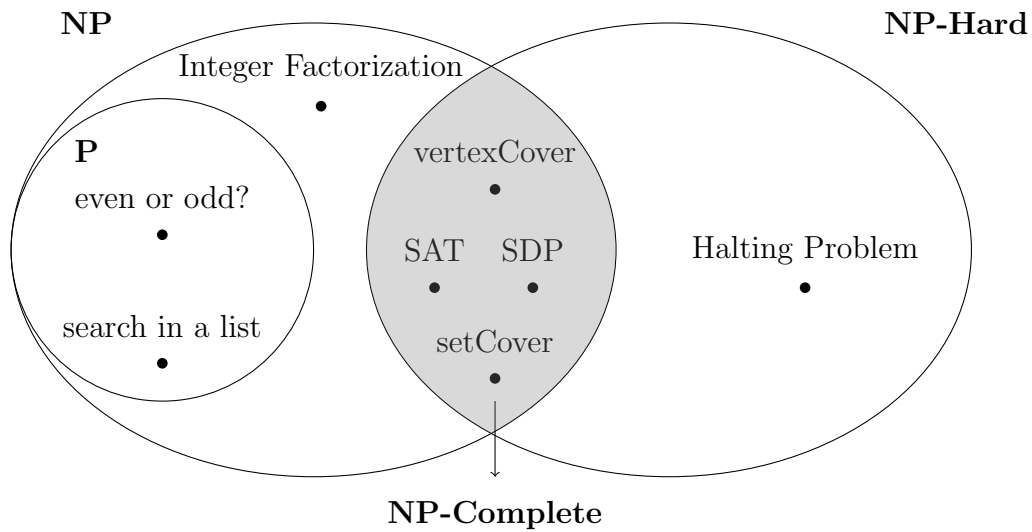 NP
NP-Hard
Integer Factorization
P
vertexCover
even or odd?
SAT
SDP
Halting Problem
search in a list
setCover
NP-Complete